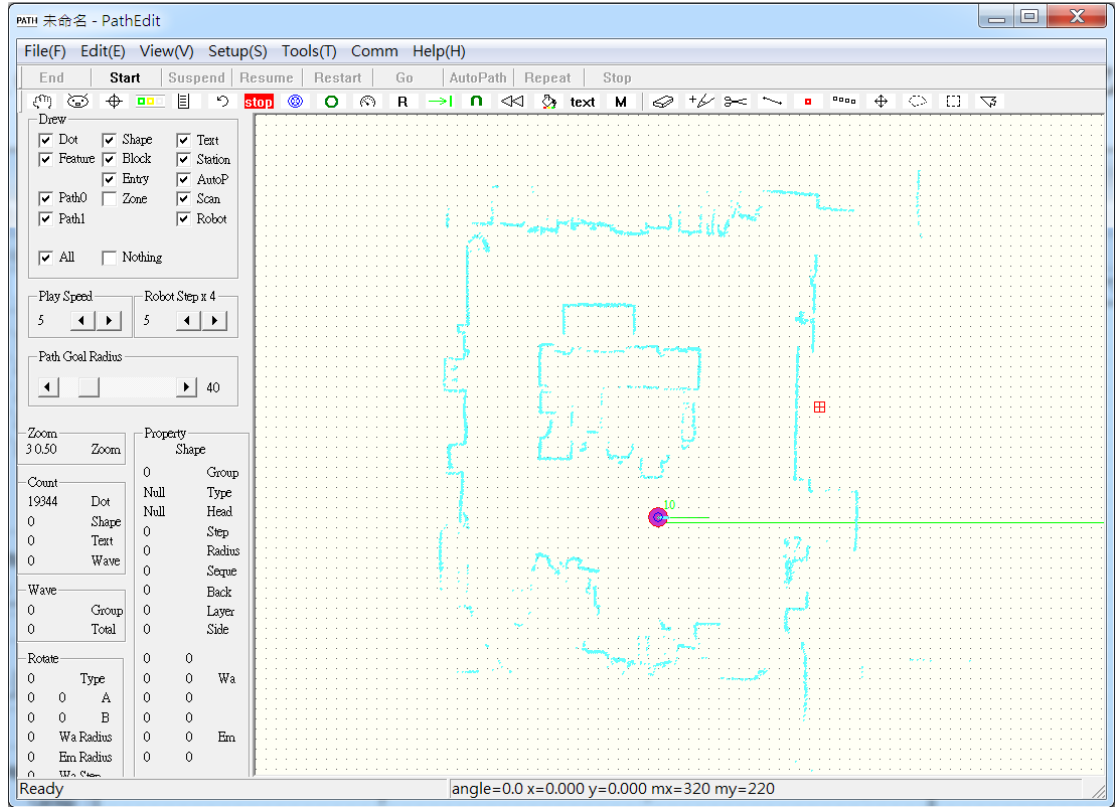 PATH 未命名 - PathEdit
File(F) Edit(E) View(V) Setup(S) Tools(T) Comm Help(H)
End Start Suspend Resume Restart Go AutoPath Repeat Stop
stop R text M
Drew
Dot Shape Text
Feature Block Station
Entry AutoP
Path0 Zone Scan
Path1 Robot
All Nothing
Play Speed Robot Step x 4
5 5
Path Goal Radius
40
Zoom
3 0.50 Zoom
Count
19344 Dot
0 Shape
0 Text
0 Wave
Wave
0 Group
0 Total
Rotate
0 Type
0 0 A
0 0 B
0 Wa Radius
0 Em Radius
0 Wa Step
Property
Shape
0 Group
Null Type
Null Head
0 Step
0 Radius
0 Seque
0 Back
0 Layer
0 Side
0 0
0 0 Wa
0 0
0 0
0 0 Em
0 0
10
Ready angle=0.0 x=0.000 y=0.000 mx=320 my=220